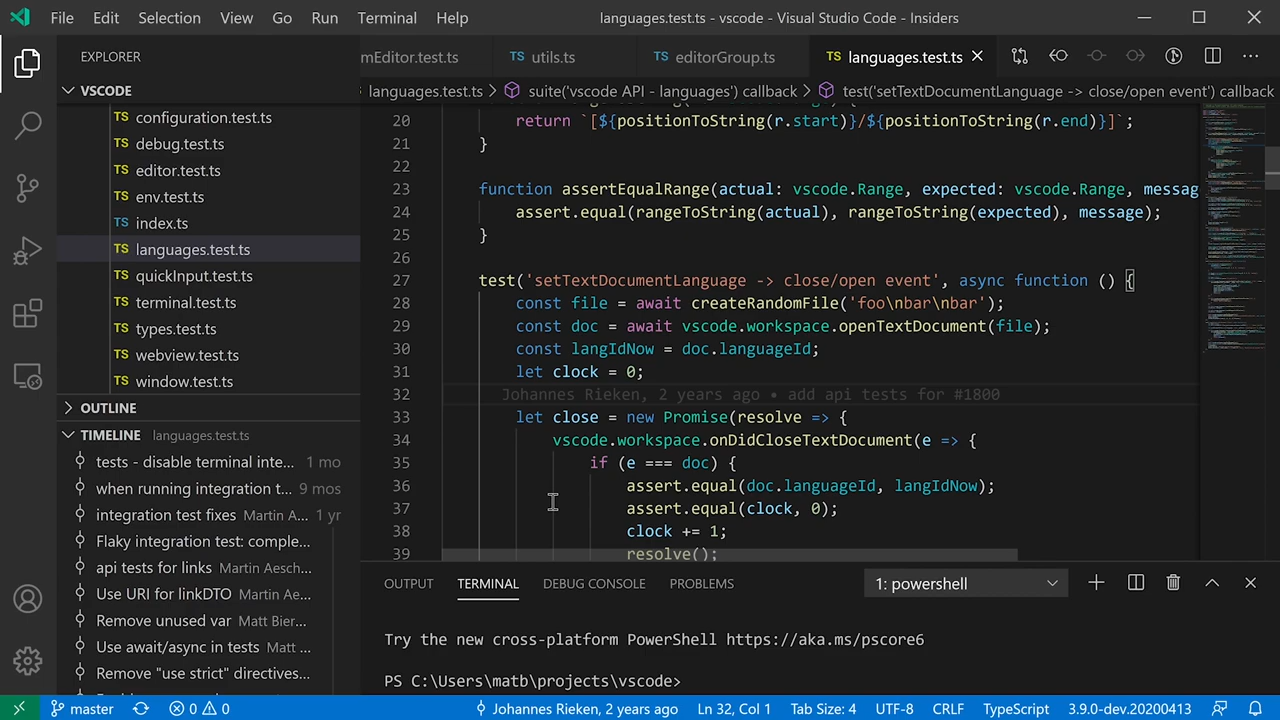 File Edit Selection View Go Run Terminal Help languages.test.ts - vscode - Visual Studio Code - Insiders
EXPLORER
VSCODE
configuration.test.ts
debug.test.ts
editor.test.ts
env.test.ts
index.ts
languages.test.ts
quickInput.test.ts
terminal.test.ts
types.test.ts
webview.test.ts
window.test.ts
OUTLINE
TIMELINE languages.test.ts
tests - disable terminal inte... 1 mo
when running integration t... 9 mos
integration test fixes Martin A... 1 yr
Flaky integration test: comple...
api tests for links Martin Aesch...
Use URI for linkDTO Martin Ae...
Remove unused var Matt Bier...
Use await/async in tests Matt ...
Remove "use strict" directives...
mEditor.test.ts TS utils.ts TS editorGroup.ts TS languages.test.ts
languages.test.ts suite('vscode API - languages') callback test('setTextDocumentLanguage -> close/open event') callback
20 return `[${positionToString(r.start)}/${positionToString(r.end)}]`;
21 }
22
23 function assertEqualRange(actual: vscode.Range, expected: vscode.Range, message
24 assert.equal(rangeToString(actual), rangeToString(expected), message);
25 }
26
27 test('setTextDocumentLanguage -> close/open event', async function () {
28 const file = await createRandomFile('foo\nbar\nbar');
29 const doc = await vscode.workspace.openTextDocument(file);
30 const langIdNow = doc.languageId;
31 let clock = 0;
32 Johannes Rieken, 2 years ago • add api tests for #1800
33 let close = new Promise(resolve => {
34 vscode.workspace.onDidCloseTextDocument(e => {
35 if (e === doc) {
36 assert.equal(doc.languageId, langIdNow);
37 assert.equal(clock, 0);
38 clock += 1;
39 resolve();
OUTPUT TERMINAL DEBUG CONSOLE PROBLEMS 1: powershell
Try the new cross-platform PowerShell https://aka.ms/pscore6
PS C:\Users\matb\projects\vscode>
master 0 0 Johannes Rieken, 2 years ago Ln 32, Col 1 Tab Size: 4 UTF-8 CRLF TypeScript 3.9.0-dev.20200413